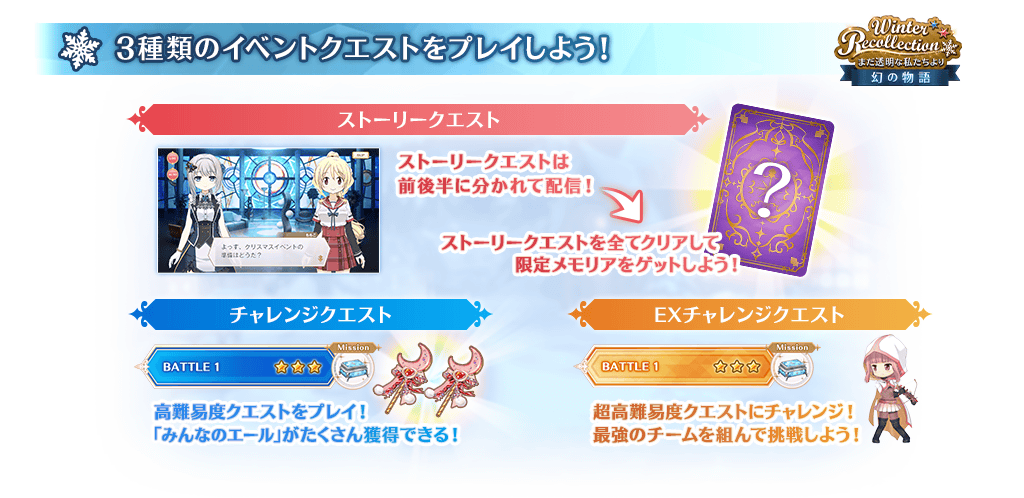 3種類のイベントクエストをプレイしよう!
Winter
Recollection
まだ透明な私たちより
幻の物語
ストーリークエスト
ストーリークエストは
前後半に分かれて配信!
よっす、クリスマスイベントの
準備はどうだ?
?
ストーリークエストを全てクリアして
限定メモリアをゲットしよう!
チャレンジクエスト
Mission
BATTLE 1
高難易度クエストをプレイ!
「みんなのエール」がたくさん獲得できる!
EXチャレンジクエスト
Mission
BATTLE 1
超高難易度クエストにチャレンジ!
最強のチームを組んで挑戦しよう!